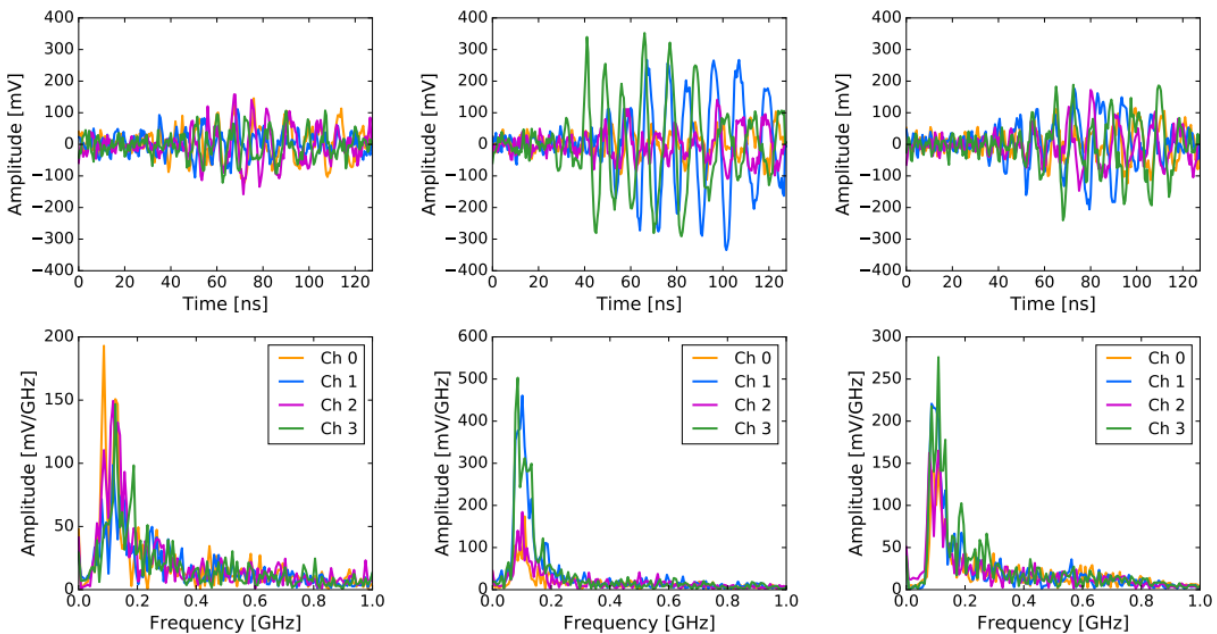 400
300
200
100
0
−100
−200
−300
−400
Amplitude [mV]
0 20 40 60 80 100 120
Time [ns]
400
300
200
100
0
−100
−200
−300
−400
Amplitude [mV]
0 20 40 60 80 100 120
Time [ns]
400
300
200
100
0
−100
−200
−300
−400
Amplitude [mV]
0 20 40 60 80 100 120
Time [ns]
200
150
100
50
0
Amplitude [mV/GHz]
Ch 0
Ch 1
Ch 2
Ch 3
0.0 0.2 0.4 0.6 0.8 1.0
Frequency [GHz]
600
500
400
300
200
100
0
Amplitude [mV/GHz]
Ch 0
Ch 1
Ch 2
Ch 3
0.0 0.2 0.4 0.6 0.8 1.0
Frequency [GHz]
300
250
200
150
100
50
0
Amplitude [mV/GHz]
Ch 0
Ch 1
Ch 2
Ch 3
0.0 0.2 0.4 0.6 0.8 1.0
Frequency [GHz]